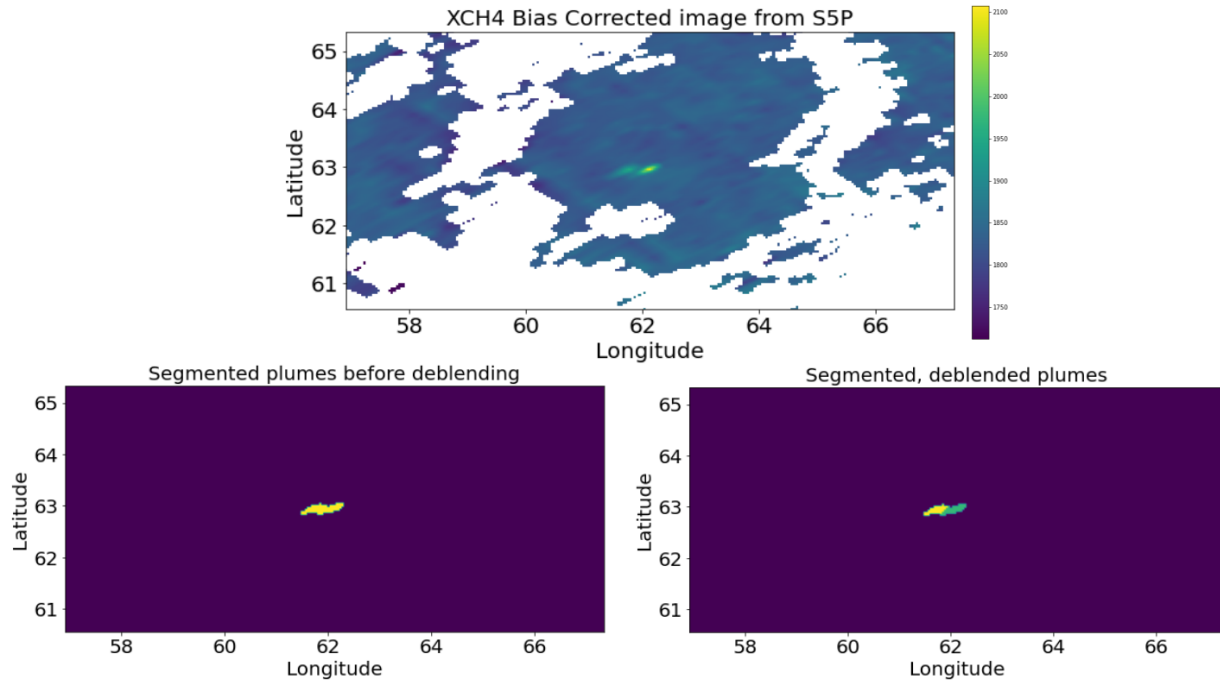 XCH4 Bias Corrected image from S5P
Latitude
65
64
63
62
61
58 60 62 64 66
Longitude
2100
2050
2000
1950
1900
1850
1800
1750
Segmented plumes before deblending
Latitude
65
64
63
62
61
58 60 62 64 66
Longitude
Segmented, deblended plumes
Latitude
65
64
63
62
61
58 60 62 64 66
Longitude